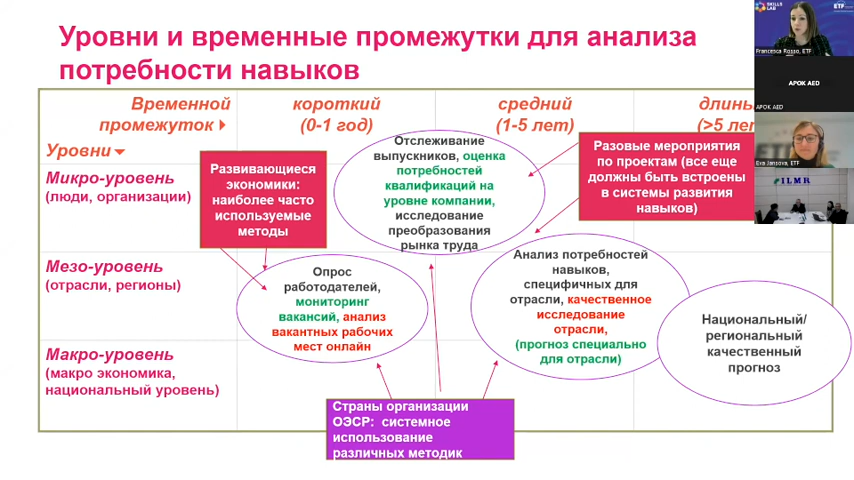 Уровни и временные промежутки для анализа
потребности навыков
Временной
промежуток
короткий
(0-1 год)
средний
(1-5 лет)
Уровни
Микро-уровень
(люди, организации)
Мезо-уровень
(отрасли, регионы)
Макро-уровень
(макро экономика,
национальный уровень)
Развивающиеся
экономики:
наиболее часто
используемые
методы
Отслеживание
выпускников, оценка
потребностей
квалификаций на
уровне компании,
исследование
преобразования
рынка труда
Разовые мероприятия
по проектам (все еще
должны быть встроены
в системы развития
навыков)
Опрос
работодателей,
мониторинг
вакансий, анализ
вакантных рабочих
мест онлайн
Анализ потребностей
навыков,
специфичных для
отрасли, качественное
исследование
отрасли,
(прогноз специально
для отрасли)
Национальный/
региональный
качественный
прогноз
Страны организации
ОЭСР: системное
использование
различных методик
SKILLS
LAB
ETF
Francesca Rosso, ETF
APOK AED
APOK AED
Eva Jansova, ETF
ILMR